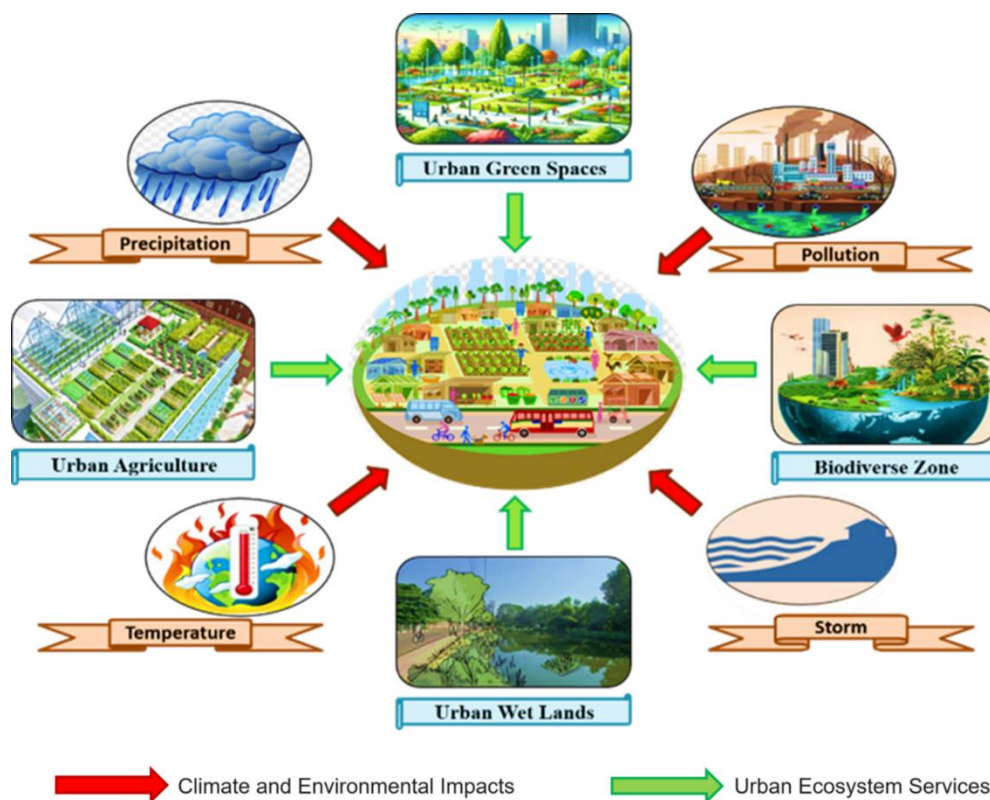 Urban Green Spaces
Precipitation
Pollution
Urban Agriculture
Biodiverse Zone
Temperature
Storm
Urban Wet Lands
Climate and Environmental Impacts
Urban Ecosystem Services